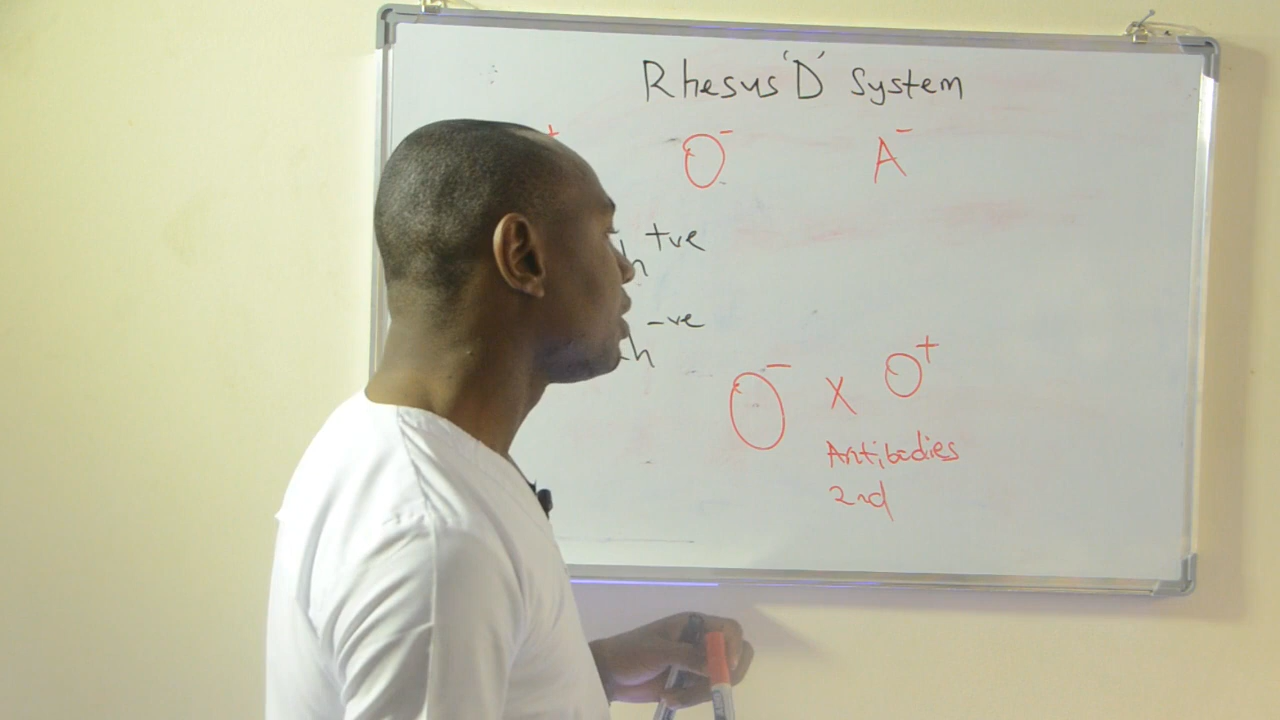 Rhesus 'D' System
+ O⁻ A⁻
h +ve
h -ve
O⁻ X O⁺
Antibodies
2nd